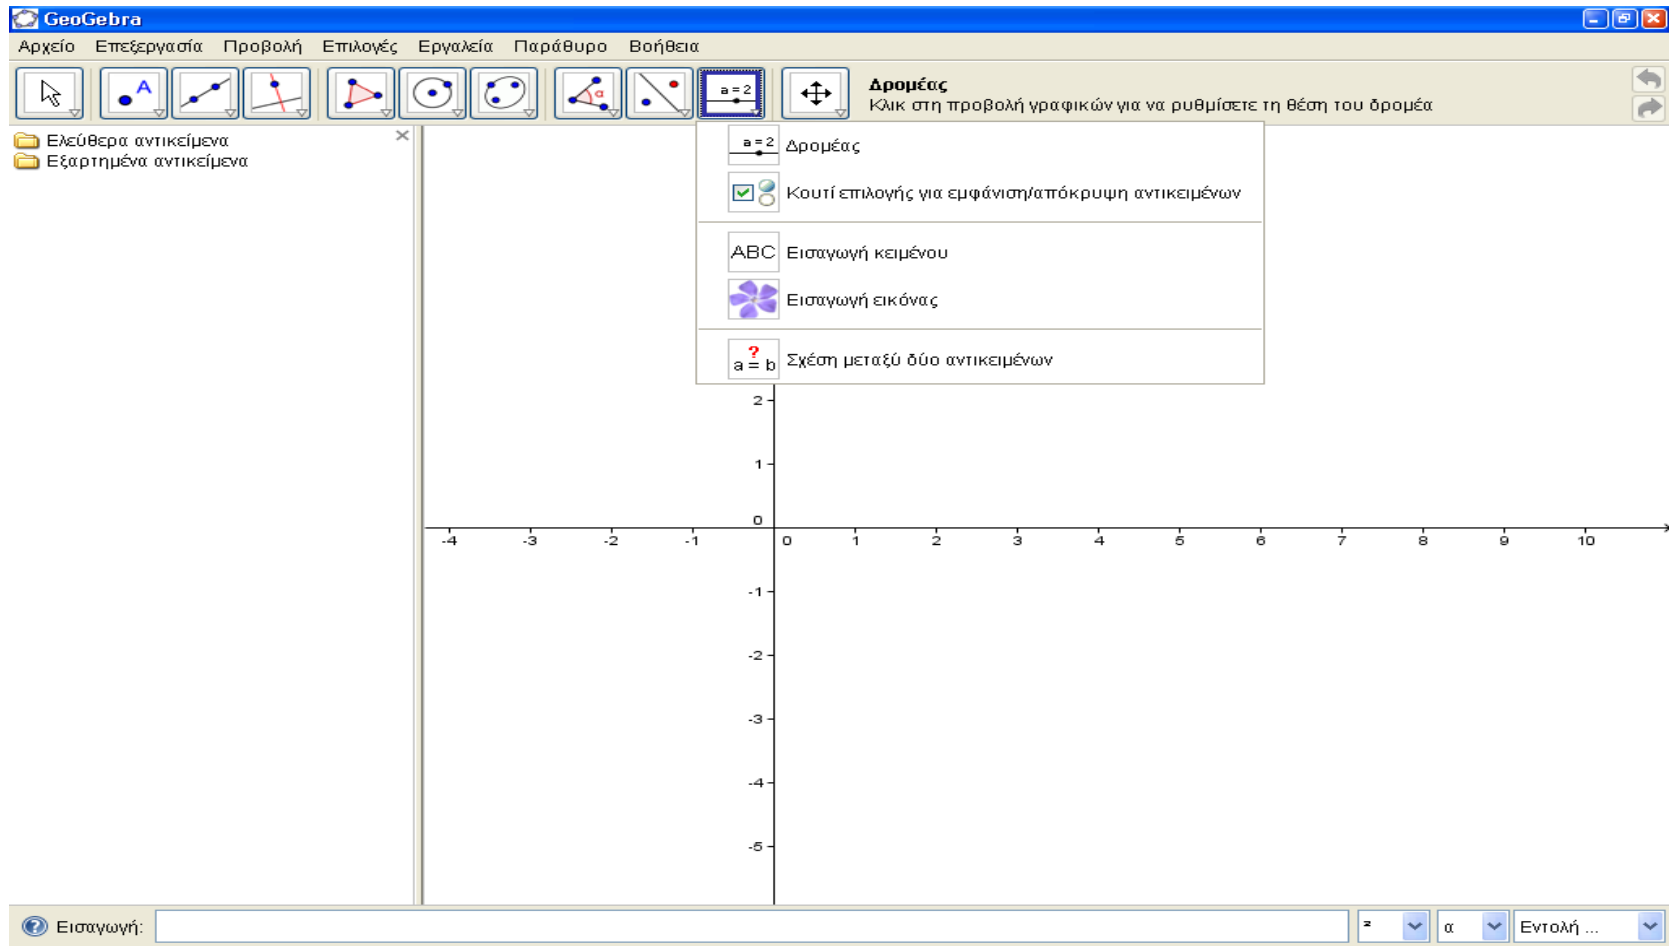 GeoGebra
Αρχείο Επεξεργασία Προβολή Επιλογές Εργαλεία Παράθυρο Βοήθεια
A
α
a = 2
Δρομέας
Κλικ στη προβολή γραφικών για να ρυθμίσετε τη θέση του δρομέα
Ελεύθερα αντικείμενα
Εξαρτημένα αντικείμενα
a = 2 Δρομέας
Κουτί επιλογής για εμφάνιση/απόκρυψη αντικειμένων
ABC Εισαγωγή κειμένου
Εισαγωγή εικόνας
?
a = b Σχέση μεταξύ δύο αντικειμένων
2
1
0
-4 -3 -2 -1 0 1 2 3 4 5 6 7 8 9 10
-1
-2
-3
-4
-5
Εισαγωγή:
² α Εντολή ...